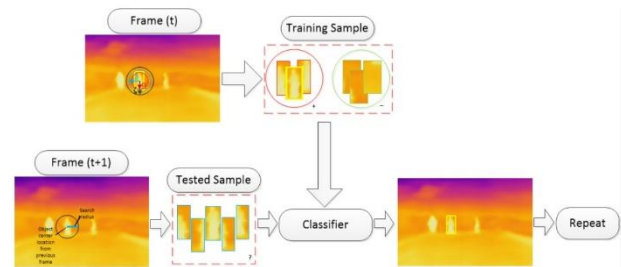 Frame (t)
Training Sample
+
−
Frame (t+1)
Search
radius
Object
center
location
from
previous
frame
Tested Sample
?
Classifier
Repeat